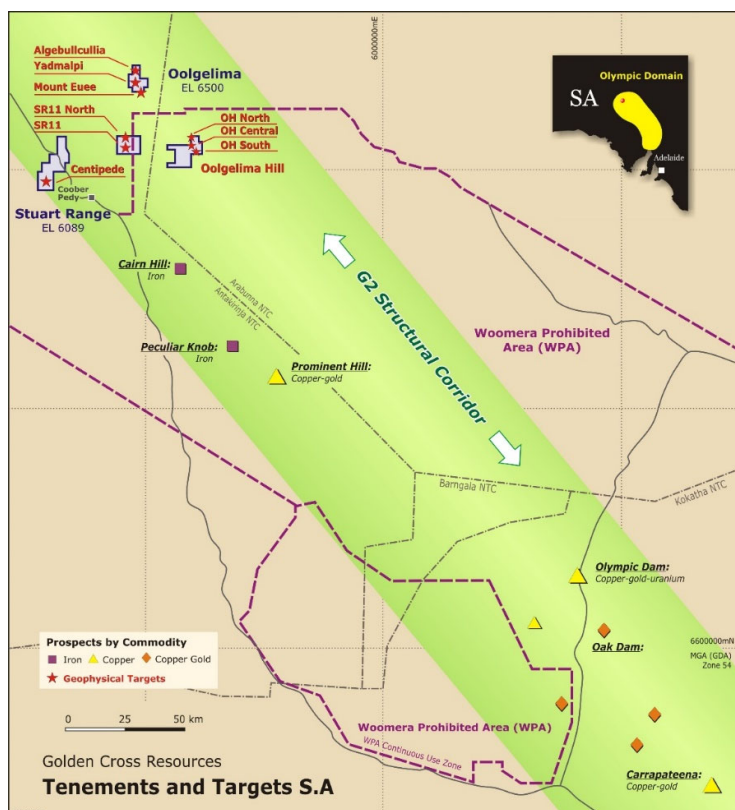 Algebullcullia
Yadmalpi
Mount Euee
Oolgelima
EL 6500
SR11 North
SR11
OH North
OH Central
OH South
Oolgelima Hill
Centipede
Coober
Pedy
Stuart Range
EL 6089
6000000mE
Olympic Domain
SA
Adelaide
Cairn Hill:
Iron
Arabunna NTC
Antakirinja NTC
G2 Structural Corridor
Woomera Prohibited
Area (WPA)
Peculiar Knob:
Iron
Prominent Hill:
Copper-gold
Barngala NTC
Kokatha NTC
Olympic Dam:
Copper-gold-uranium
Oak Dam:
6600000mN
MGA (GDA)
Zone 54
Prospects by Commodity
Iron Copper Copper Gold
Geophysical Targets
0 25 50 km
Woomera Prohibited Area (WPA)
WPA Continuous Use Zone
Carrapateena:
Copper-gold
Golden Cross Resources
Tenements and Targets S.A